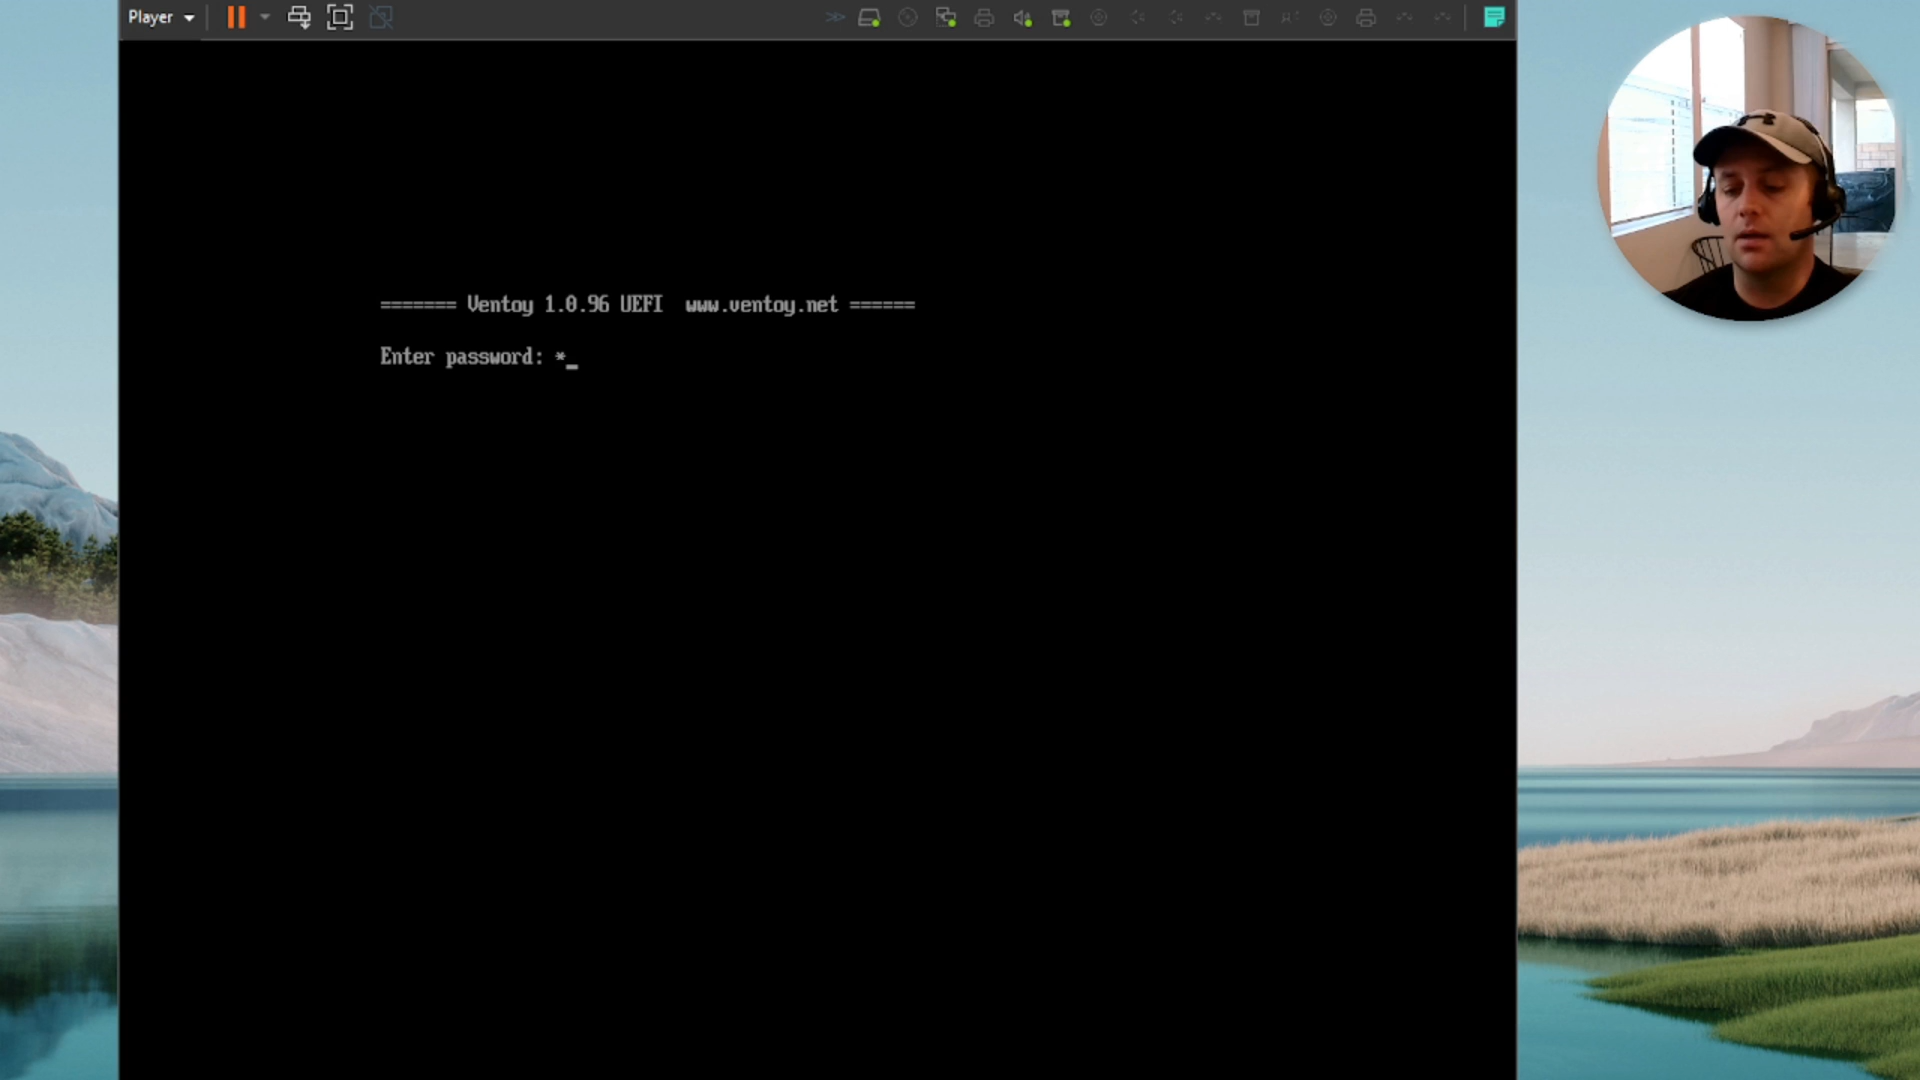 Player
======= Ventoy 1.0.96 UEFI  www.ventoy.net ======
Enter password: *_